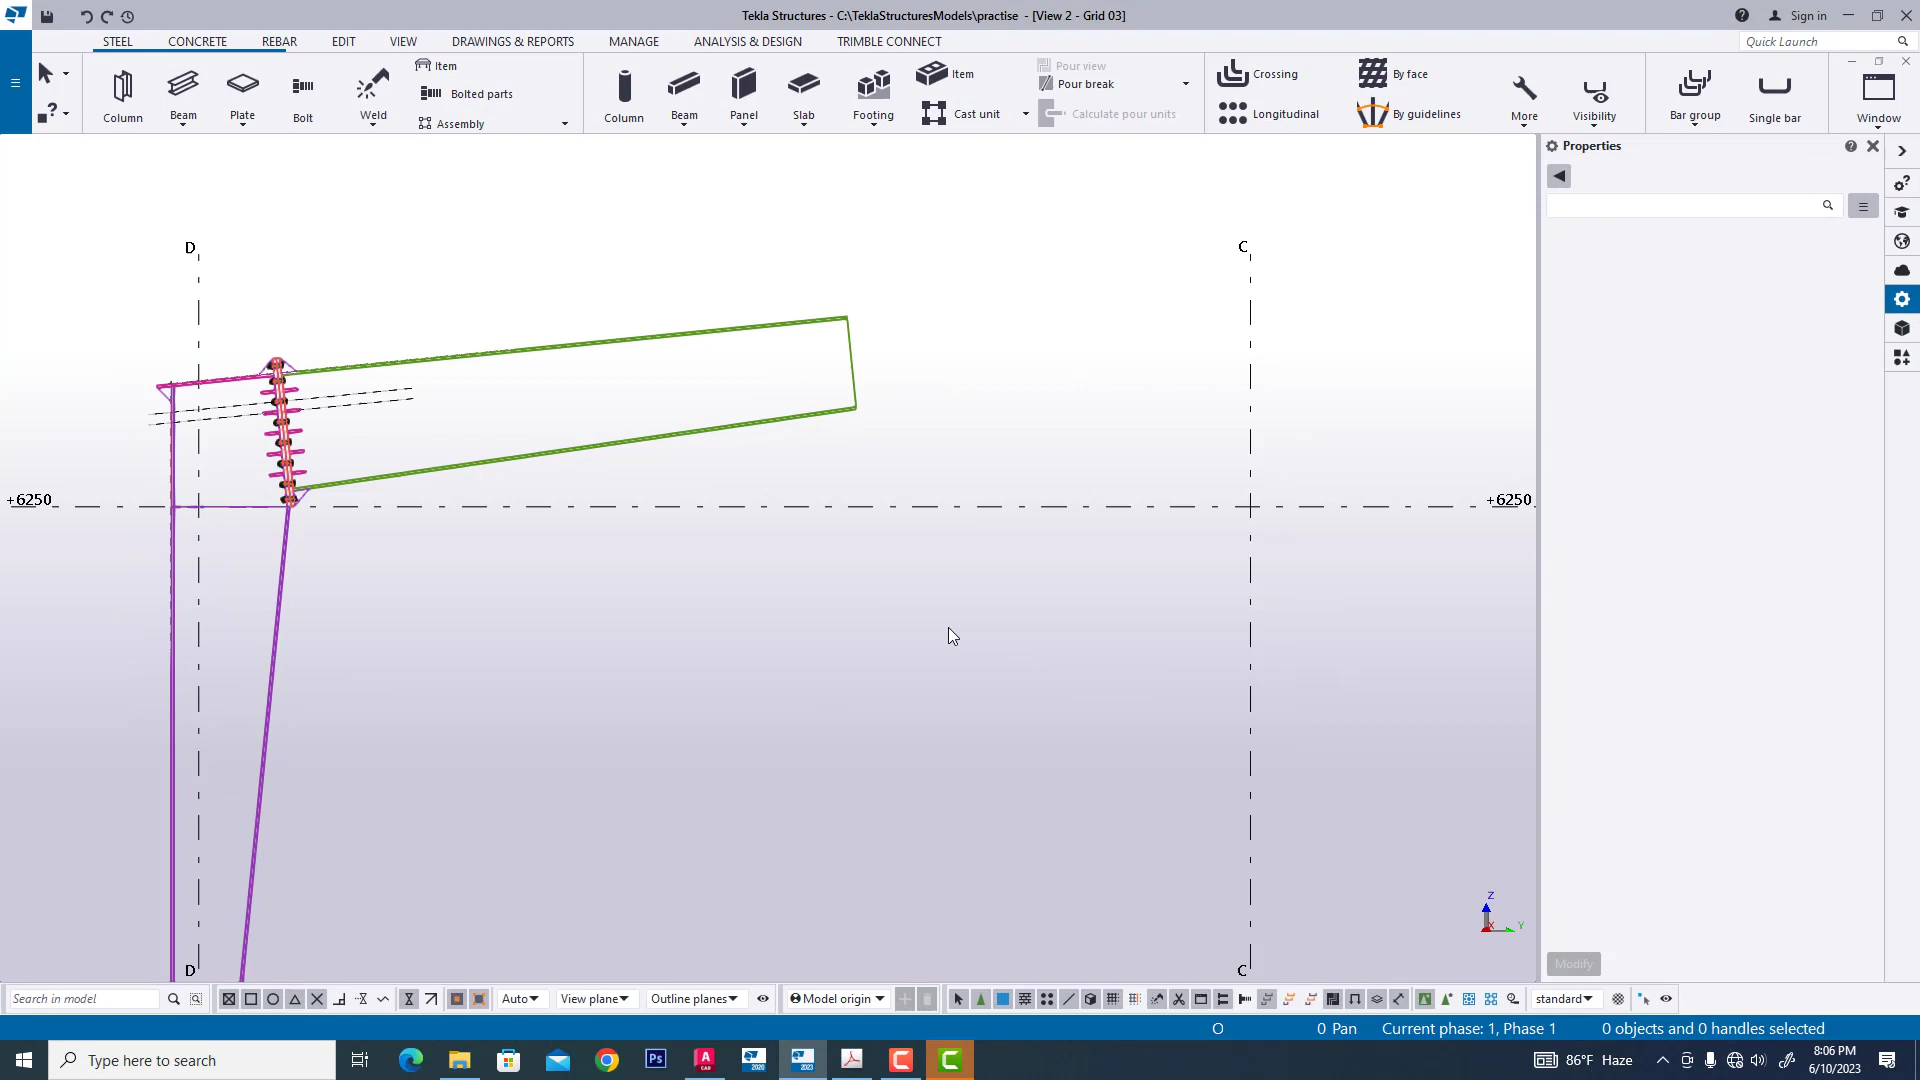 Tekla Structures - C:\TeklaStructuresModels\practise - [View 2 - Grid 03]
Sign in
STEEL CONCRETE REBAR EDIT VIEW DRAWINGS & REPORTS MANAGE ANALYSIS & DESIGN TRIMBLE CONNECT
Quick Launch
Column Beam Plate Bolt Weld
Item
Bolted parts
Assembly
Column Beam Panel Slab Footing
Item
Cast unit
Pour view
Pour break
Calculate pour units
Crossing
Longitudinal
By face
By guidelines
More
Visibility
Bar group
Single bar
Window
Properties
D
C
+6250
+6250
D
C
Z
X
Y
Modify
Search in model
Auto
View plane
Outline planes
Model origin
standard
O
0 Pan
Current phase: 1, Phase 1
0 objects and 0 handles selected
Type here to search
Ps
A
CAD
2020
2023
86°F Haze
8:06 PM
6/10/2023